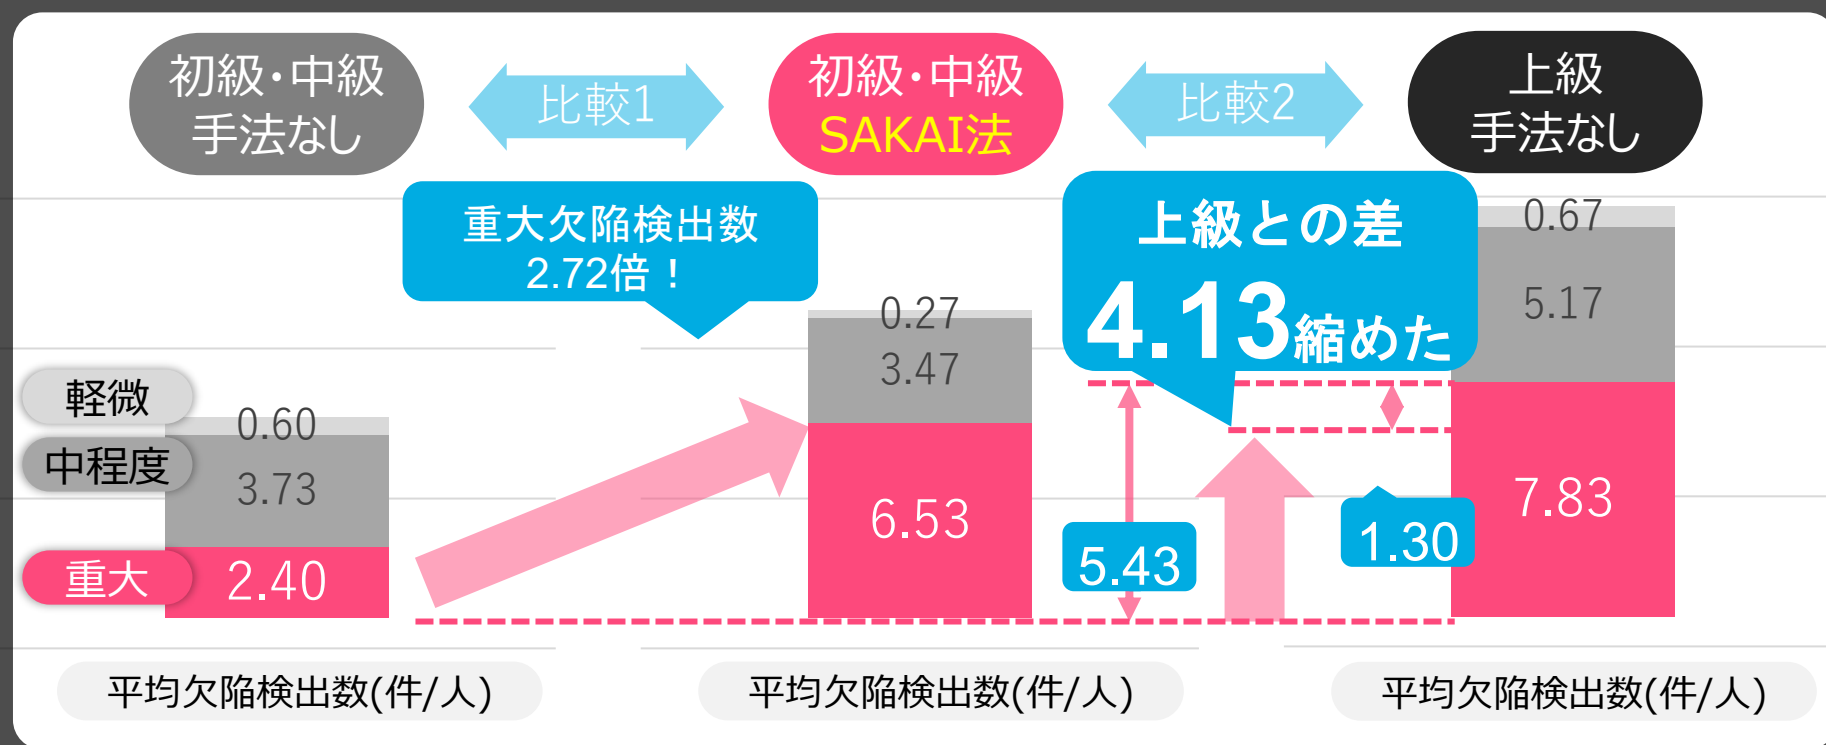 初級・中級
手法なし
比較1
初級・中級
SAKAI法
比較2
上級
手法なし
重大欠陥検出数
2.72倍！
上級との差
4.13縮めた
軽微
中程度
重大
0.60
3.73
2.40
0.27
3.47
6.53
5.43
1.30
0.67
5.17
7.83
平均欠陥検出数(件/人)
平均欠陥検出数(件/人)
平均欠陥検出数(件/人)